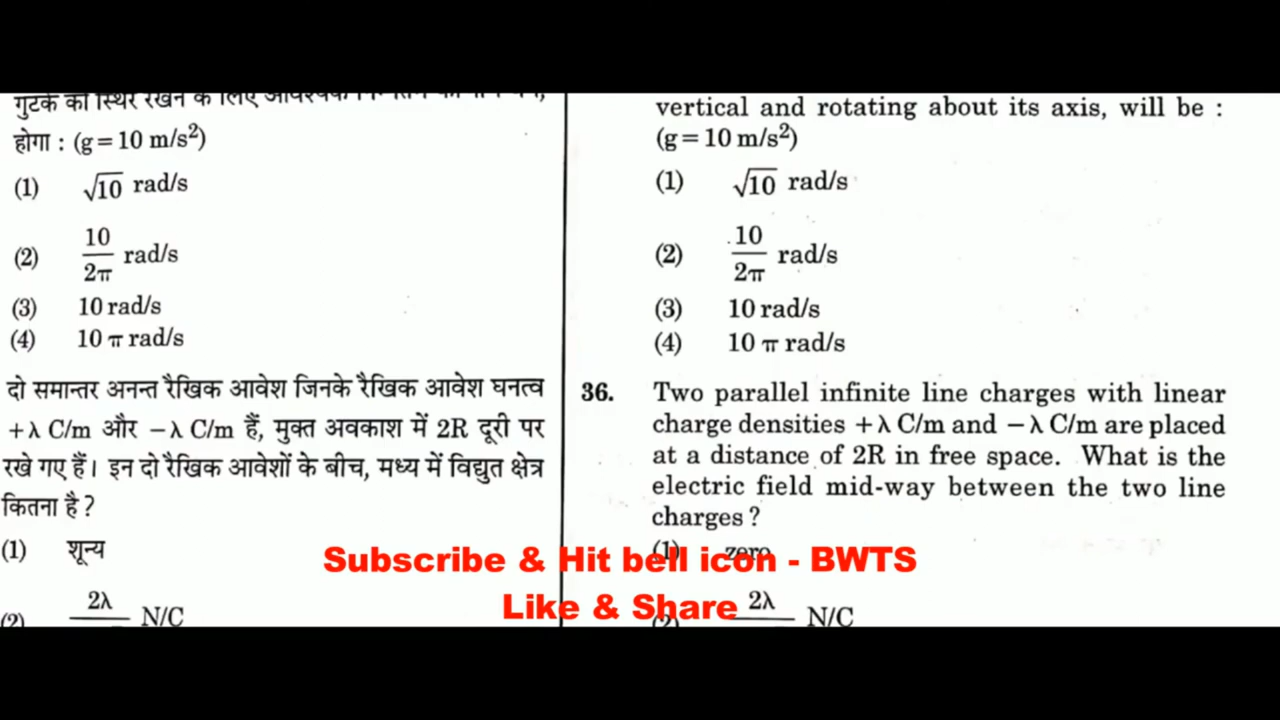 होगा : (g = 10 m/s²)
(1) √10 rad/s
(2) 10/2π rad/s
(3) 10 rad/s
(4) 10 π rad/s
दो समान्तर अनन्त रैखिक आवेश जिनके रैखिक आवेश घनत्व
+λ C/m और −λ C/m हैं, मुक्त अवकाश में 2R दूरी पर
रखे गए हैं। इन दो रैखिक आवेशों के बीच, मध्य में विद्युत क्षेत्र
कितना है ?
(1) शून्य
(2) 2λ N/C
vertical and rotating about its axis, will be :
(g = 10 m/s²)
(1) √10 rad/s
(2) 10/2π rad/s
(3) 10 rad/s
(4) 10 π rad/s
36. Two parallel infinite line charges with linear
charge densities +λ C/m and −λ C/m are placed
at a distance of 2R in free space. What is the
electric field mid-way between the two line
charges ?
(1) zero
(2) 2λ N/C
Subscribe & Hit bell icon - BWTS
Like & Share